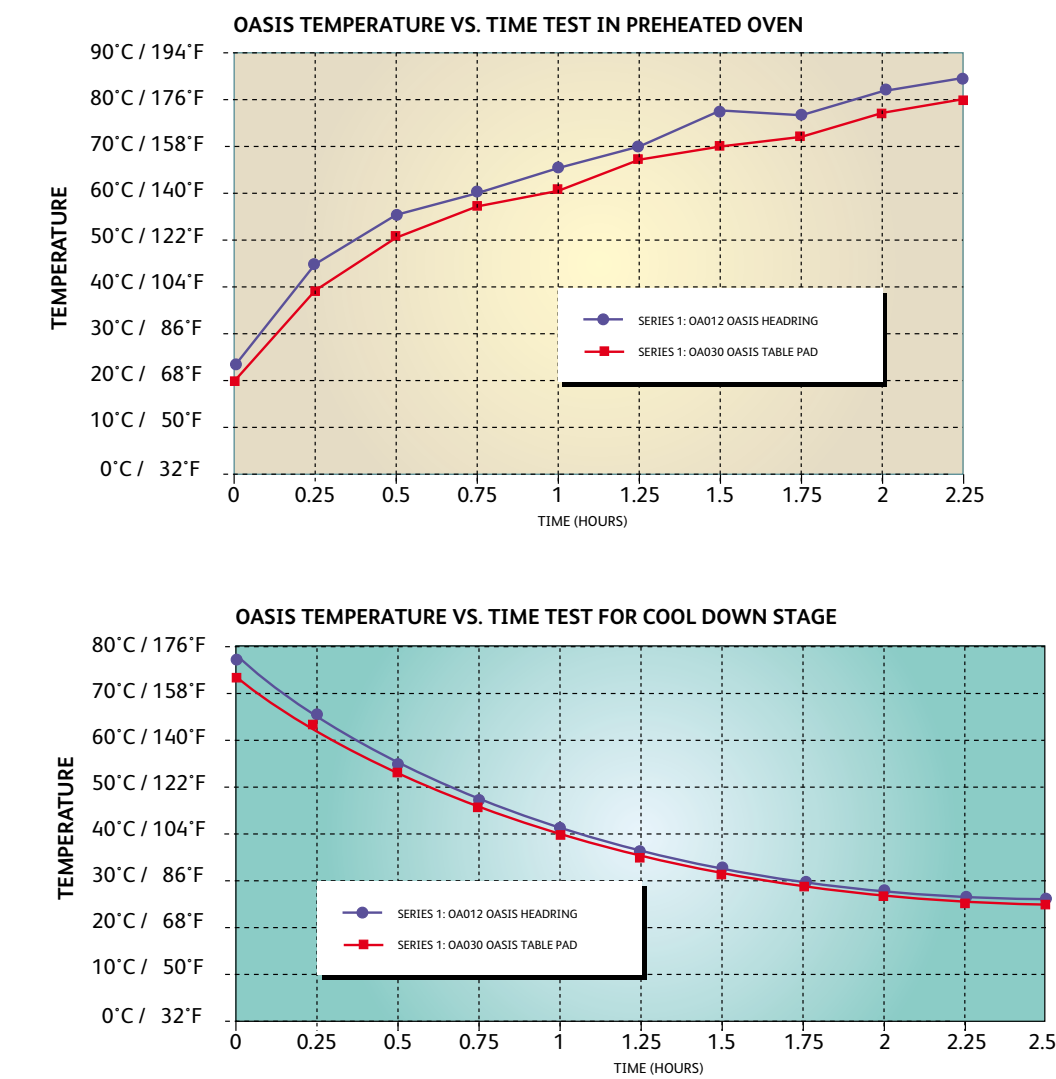 OASIS TEMPERATURE VS. TIME TEST IN PREHEATED OVEN
90˚C / 194˚F
80˚C / 176˚F
70˚C / 158˚F
60˚C / 140˚F
50˚C / 122˚F
40˚C / 104˚F
30˚C / 86˚F
20˚C / 68˚F
10˚C / 50˚F
0˚C / 32˚F
TEMPERATURE
SERIES 1: OA012 OASIS HEADRING
SERIES 1: OA030 OASIS TABLE PAD
0 0.25 0.5 0.75 1 1.25 1.5 1.75 2 2.25
TIME (HOURS)
OASIS TEMPERATURE VS. TIME TEST FOR COOL DOWN STAGE
80˚C / 176˚F
70˚C / 158˚F
60˚C / 140˚F
50˚C / 122˚F
40˚C / 104˚F
30˚C / 86˚F
20˚C / 68˚F
10˚C / 50˚F
0˚C / 32˚F
TEMPERATURE
SERIES 1: OA012 OASIS HEADRING
SERIES 1: OA030 OASIS TABLE PAD
0 0.25 0.5 0.75 1 1.25 1.5 1.75 2 2.25 2.5
TIME (HOURS)